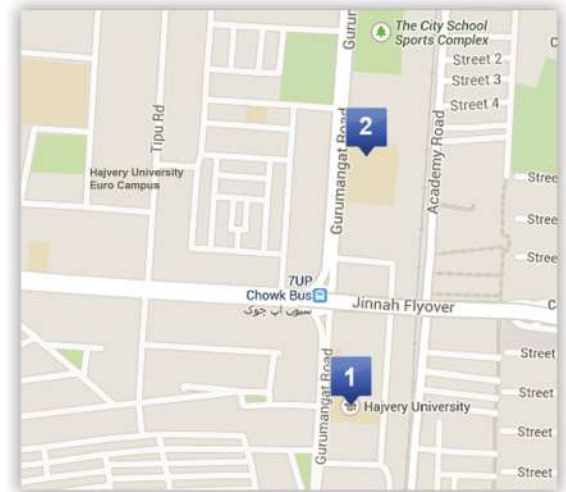 The City School
Sports Complex
Street 2
Street 3
Street 4
2
Gurumangat Road
Academy Road
Tipu Rd
Hajvery University
Euro Campus
Stree
Stree
7UP
Chowk Bus
سیون اپ چوک
Jinnah Flyover
C
Street
1
Hajvery University
Gurumangat Road
Street
Street